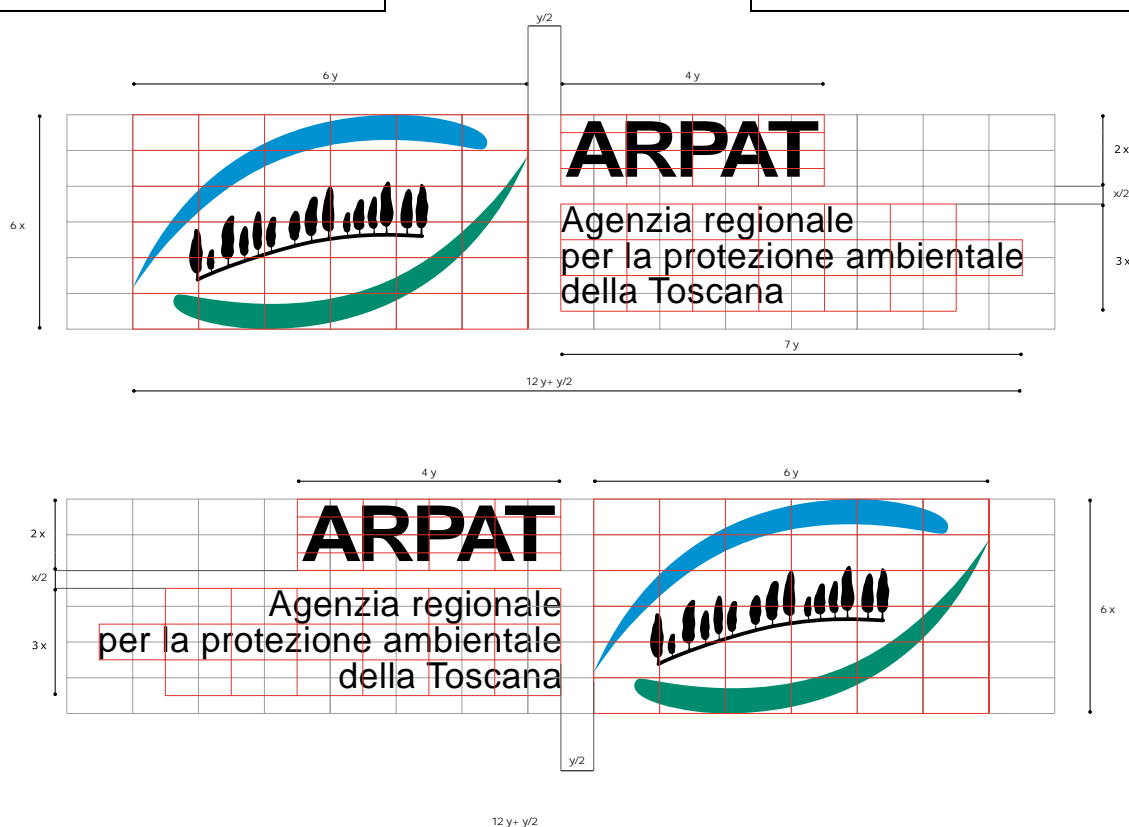 y/2
6 y
4 y
ARPAT
2 x
x/2
6 x
Agenzia regionale
per la protezione ambientale
della Toscana
3 x
7 y
12 y+ y/2
4 y
6 y
2 x
ARPAT
x/2
3 x
Agenzia regionale
per la protezione ambientale
della Toscana
6 x
y/2
12 y+ y/2